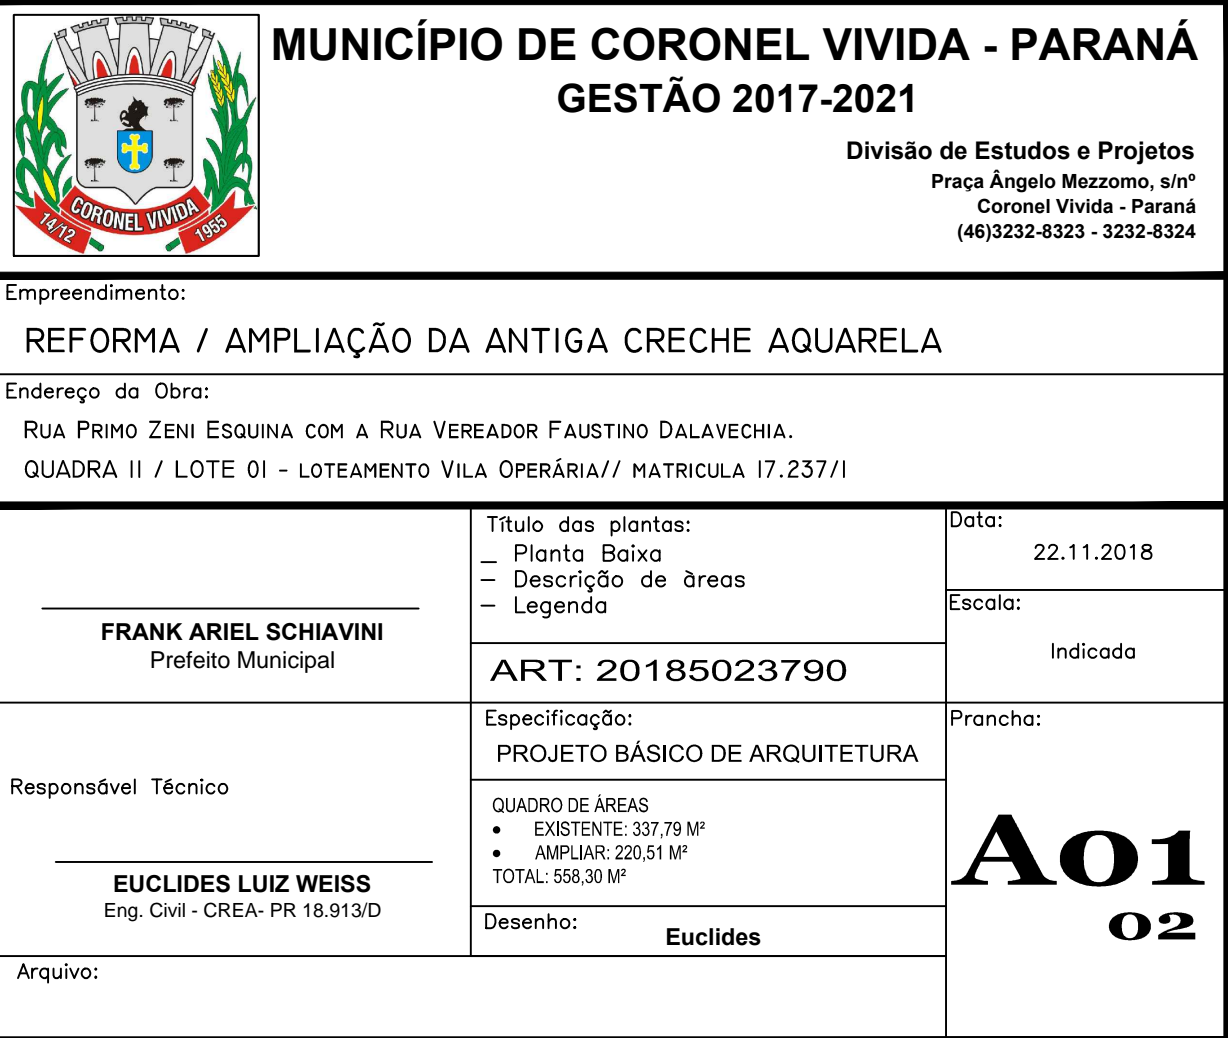 MUNICÍPIO DE CORONEL VIVIDA - PARANÁ
GESTÃO 2017-2021
Divisão de Estudos e Projetos
Praça Ângelo Mezzomo, s/nº
Coronel Vivida - Paraná
(46)3232-8323 - 3232-8324
CORONEL VIVIDA
14/12
1955
Empreendimento:
REFORMA / AMPLIAÇÃO DA ANTIGA CRECHE AQUARELA
Endereço da Obra:
RUA PRIMO ZENI ESQUINA COM A RUA VEREADOR FAUSTINO DALAVECHIA.
QUADRA 11 / LOTE 01 - LOTEAMENTO VILA OPERÁRIA// MATRICULA 17.237/1
FRANK ARIEL SCHIAVINI
Prefeito Municipal
Título das plantas:
_ Planta Baixa
– Descrição de àreas
– Legenda
ART: 20185023790
Data:
22.11.2018
Escala:
Indicada
Responsável Técnico
EUCLIDES LUIZ WEISS
Eng. Civil - CREA- PR 18.913/D
Especificação:
PROJETO BÁSICO DE ARQUITETURA
QUADRO DE ÁREAS
• EXISTENTE: 337,79 M²
• AMPLIAR: 220,51 M²
TOTAL: 558,30 M²
Desenho:
Euclides
Prancha:
A01
02
Arquivo: